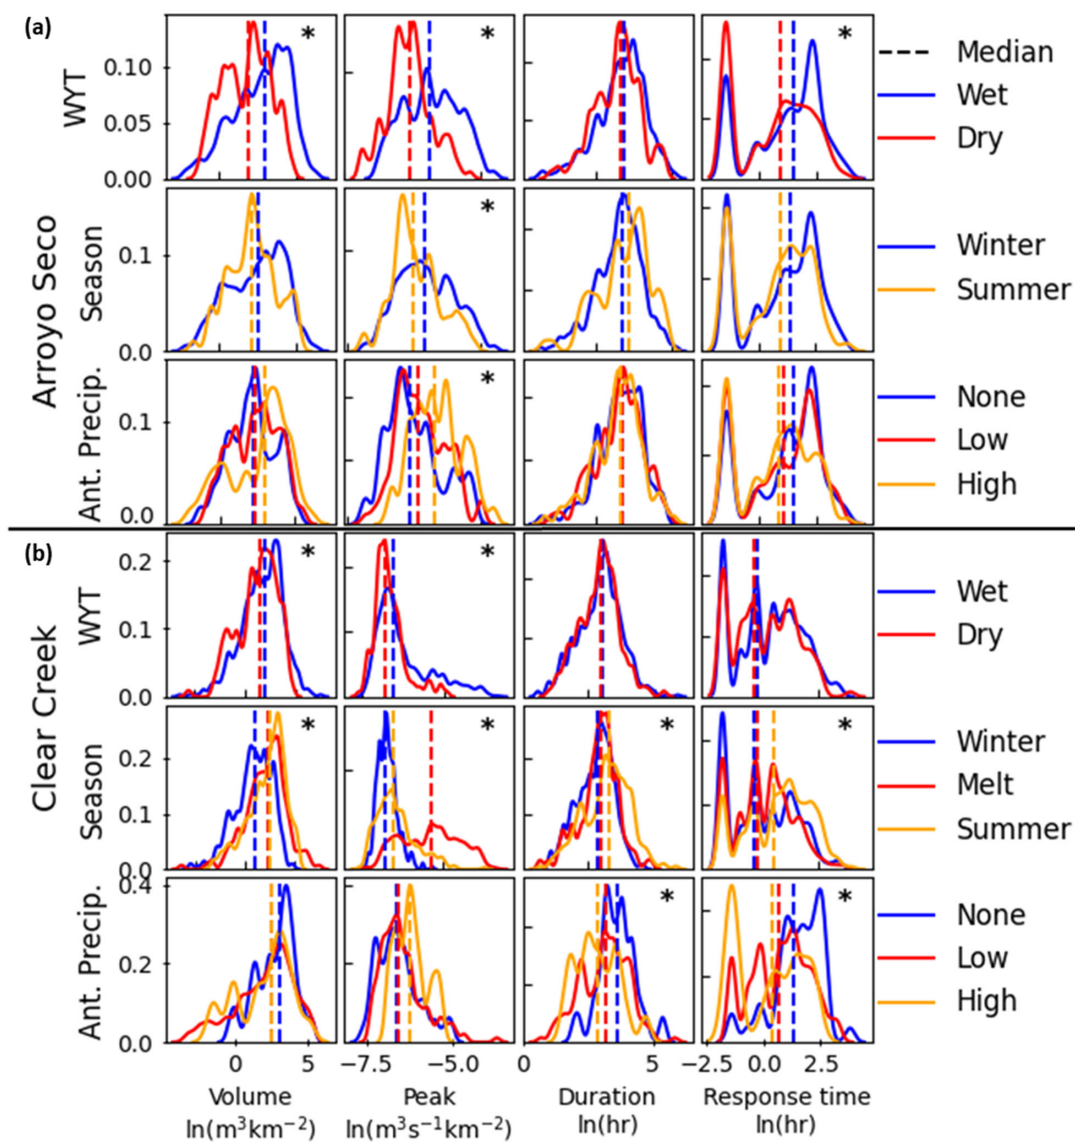 (a)
* * *
WYT
0.10
0.05
0.00
Median
Wet
Dry
Arroyo Seco
*
Season
0.1
0.0
Winter
Summer
*
Ant. Precip.
0.1
0.0
None
Low
High
(b)
* *
WYT
0.2
0.1
0.0
Wet
Dry
Clear Creek
* * * *
Season
0.2
0.1
0.0
Winter
Melt
Summer
* *
Ant. Precip.
0.4
0.2
0.0
None
Low
High
0 5 −7.5 −5.0 0 5 −2.5 0.0 2.5
Volume Peak Duration Response time
ln(m³km⁻²) ln(m³s⁻¹km⁻²) ln(hr) ln(hr)